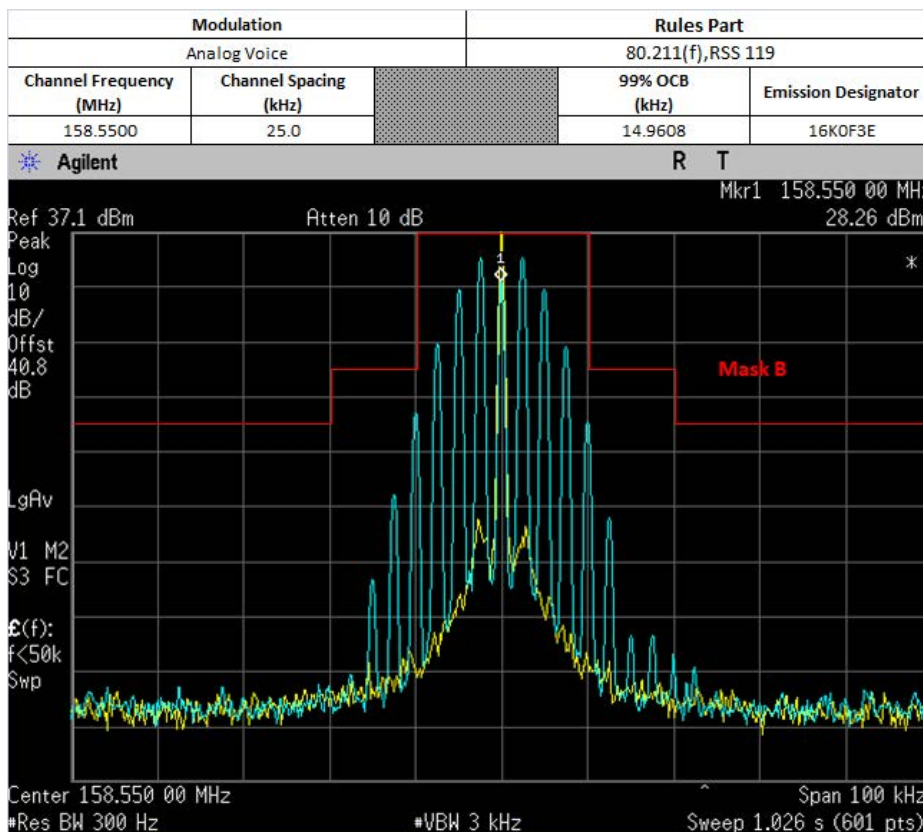 Modulation Rules Part
Analog Voice 80.211(f),RSS 119
Channel Frequency (MHz) Channel Spacing (kHz) 99% OCB (kHz) Emission Designator
158.5500 25.0 14.9608 16K0F3E
Agilent R T
Mkr1 158.550 00 MHz
Ref 37.1 dBm Atten 10 dB 28.26 dBm
Peak
Log
10
dB/
Offst
40.8
dB
1
*
Mask B
LgAv
V1 M2
S3 FC
£(f):
f<50k
Swp
Center 158.550 00 MHz ^ Span 100 kHz
#Res BW 300 Hz #VBW 3 kHz Sweep 1.026 s (601 pts)